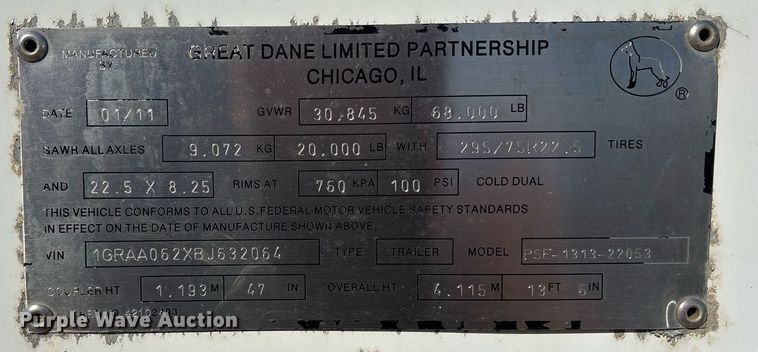 MANUFACTURED BY: GREAT DANE LIMITED PARTNERSHIP
CHICAGO, IL
®
DATE 01/11 GVWR 30,845 KG 68,000 LB
GAWR ALL AXLES 9,072 KG 20,000 LB WITH 295/75R22.5 TIRES
AND 22.5 X 8.25 RIMS AT 760 KPA 100 PSI COLD DUAL
THIS VEHICLE CONFORMS TO ALL U.S. FEDERAL MOTOR VEHICLE SAFETY STANDARDS
IN EFFECT ON THE DATE OF MANUFACTURE SHOWN ABOVE.
VIN 1GRAA062XBJ632064 TYPE TRAILER MODEL PSE-1313-22053
COUPLER HT 1.193 M 47 IN OVERALL HT 4.115 M 13 FT 6 IN
Purple Wave Auction